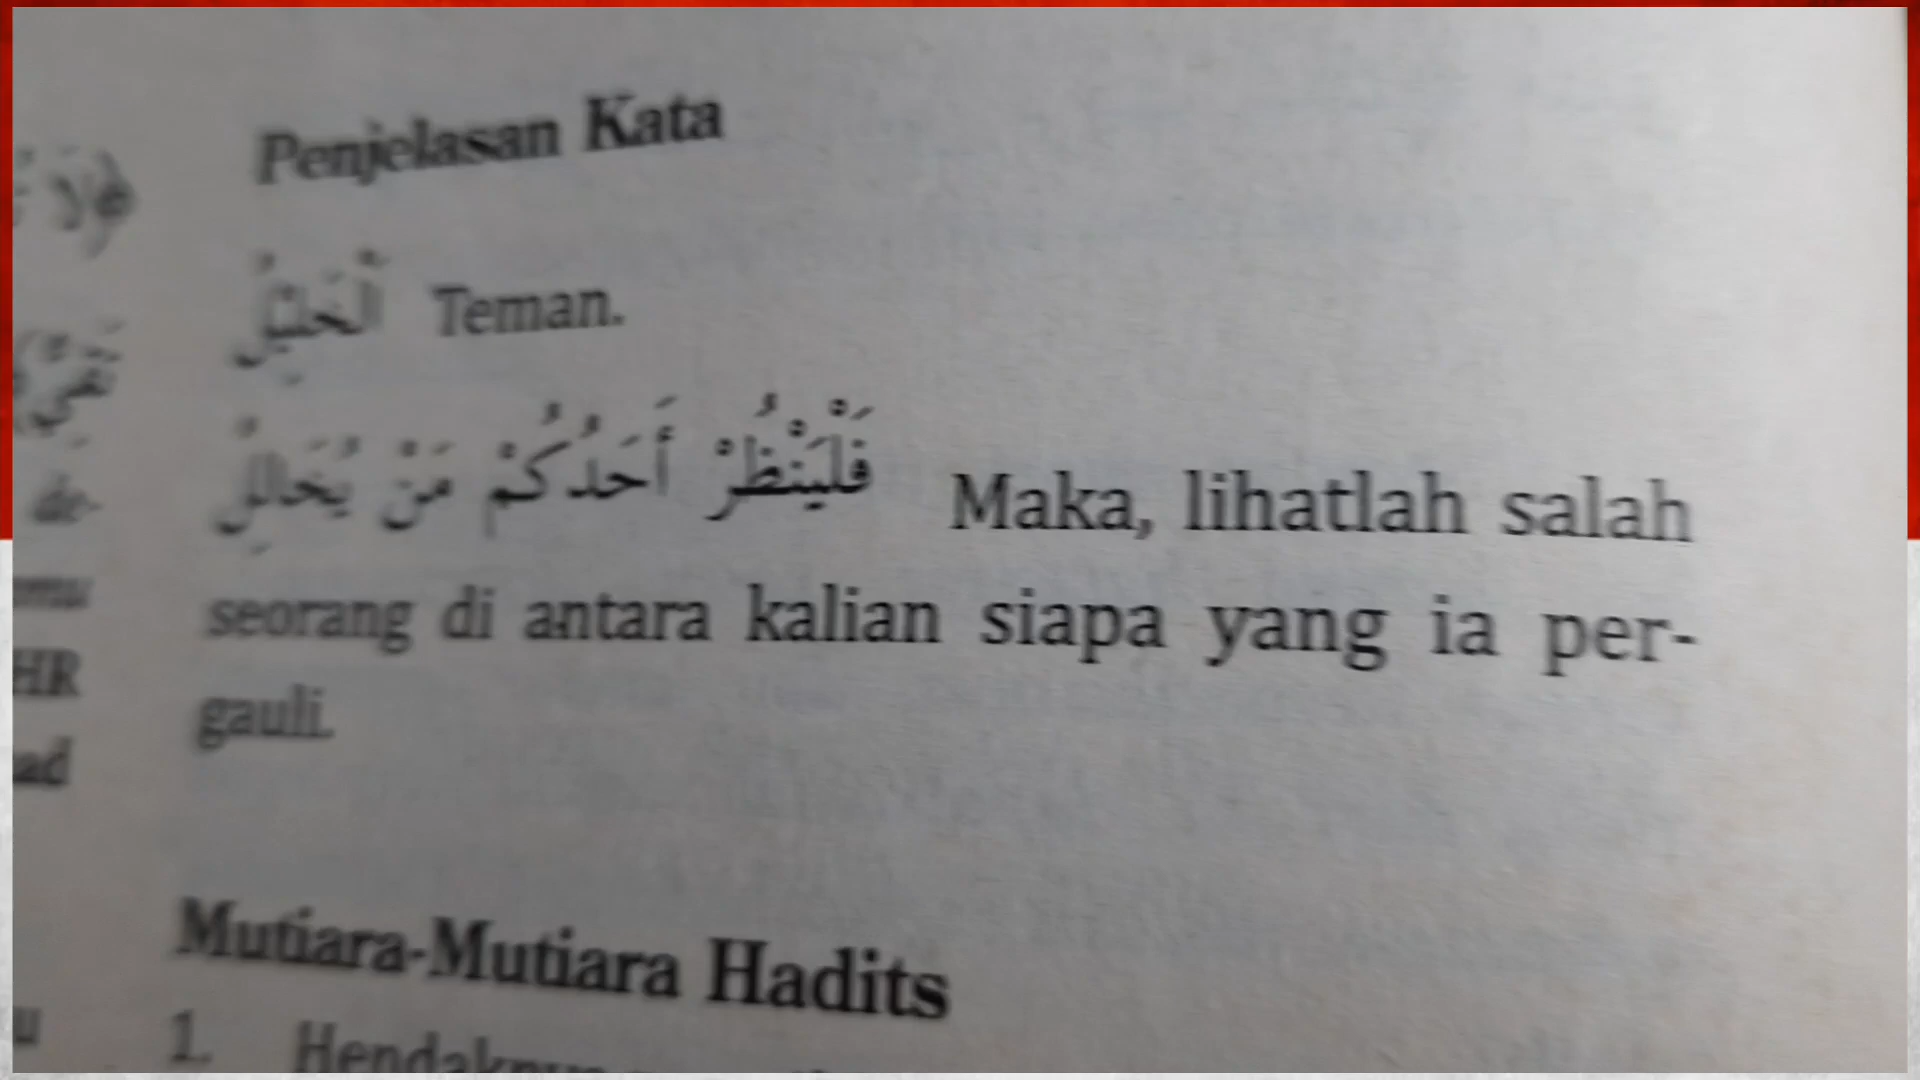 Penjelasan Kata
الْخَلِيْلُ Teman.
فَلْيَنْظُرْ أَحَدُكُمْ مَنْ يُخَالِلُ Maka, lihatlah salah
seorang di antara kalian siapa yang ia per-
gauli.
Mutiara-Mutiara Hadits
1. Hendaknya